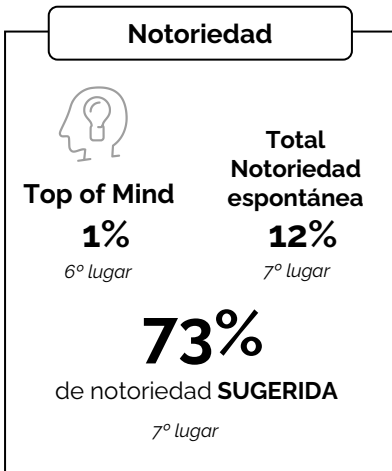 Notoriedad
Top of Mind
1%
6º lugar
Total
Notoriedad
espontánea
12%
7º lugar
73%
de notoriedad SUGERIDA
7º lugar